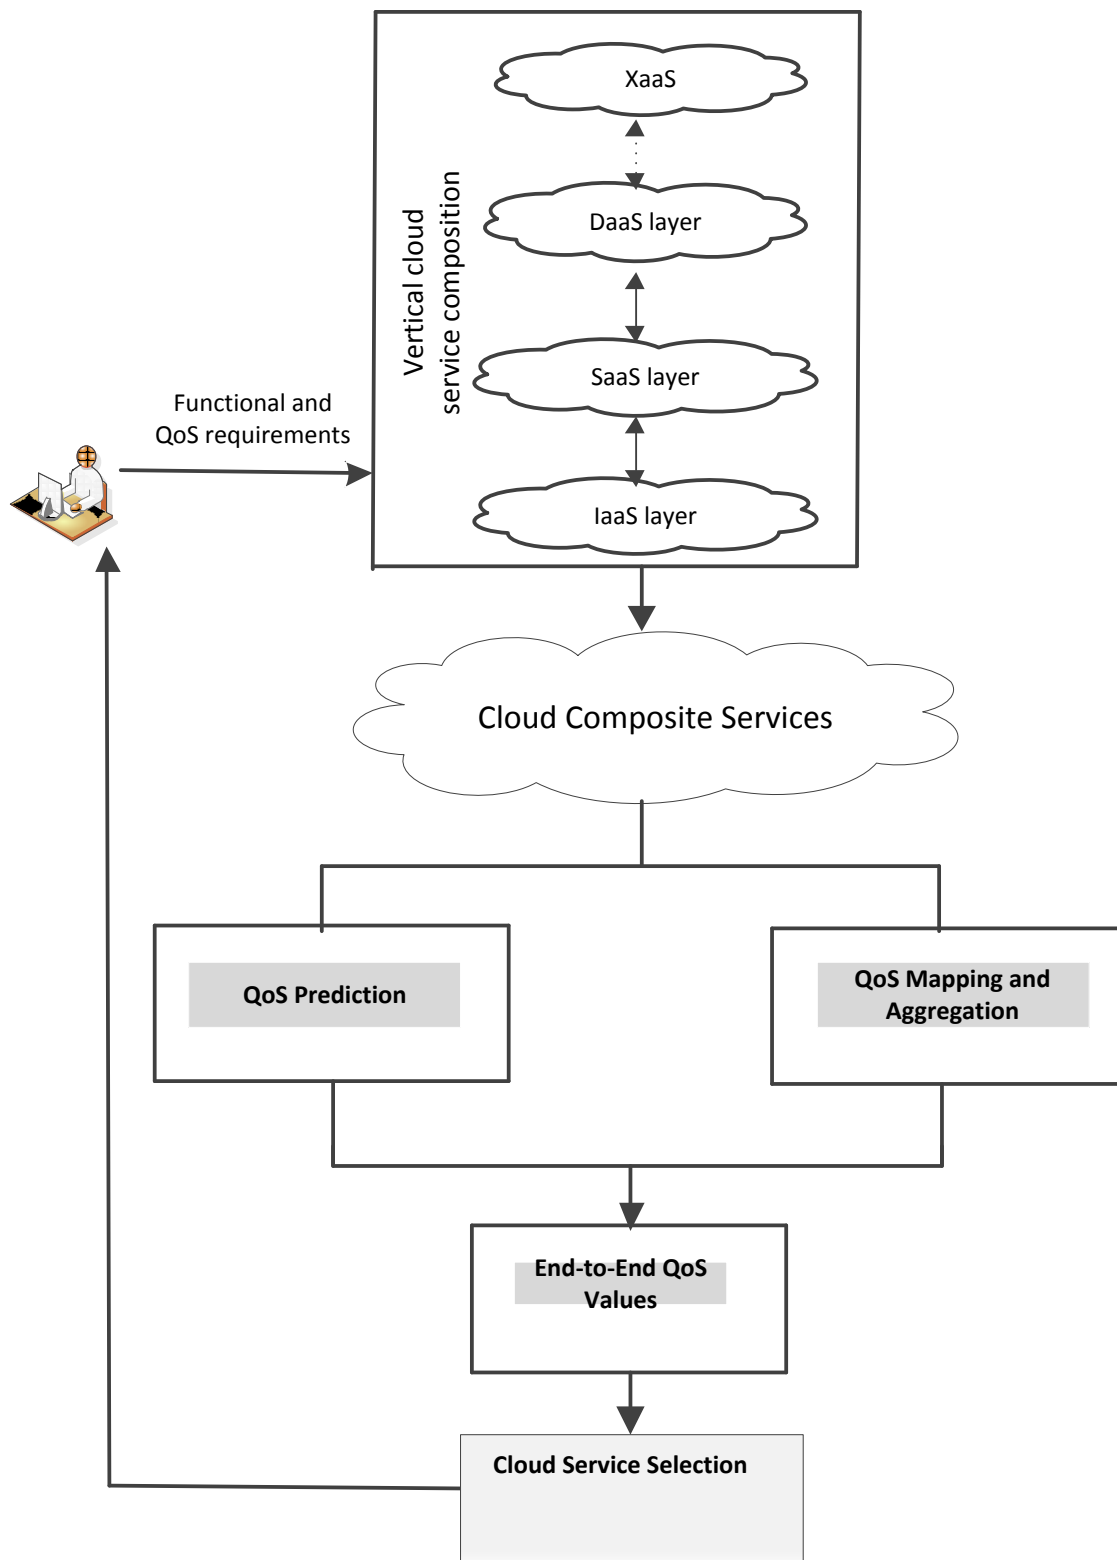 XaaS
DaaS layer
SaaS layer
IaaS layer
Vertical cloud
service composition
Functional and
QoS requirements
Cloud Composite Services
QoS Prediction
QoS Mapping and
Aggregation
End-to-End QoS
Values
Cloud Service Selection